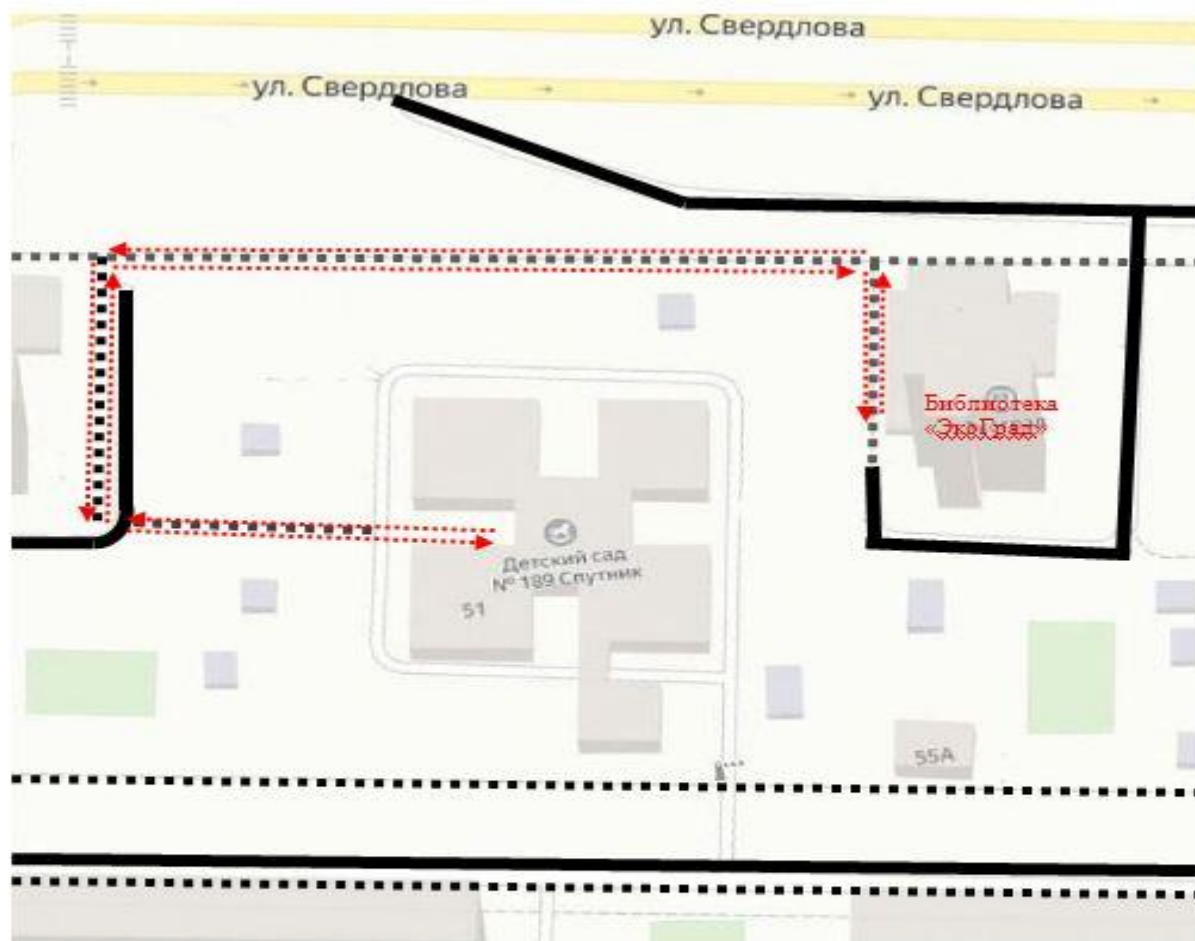 ул. Свердлова
ул. Свердлова
ул. Свердлова
Библиотека
«ЭкоГрад»
Детский сад
№ 189 Спутник
51
55А